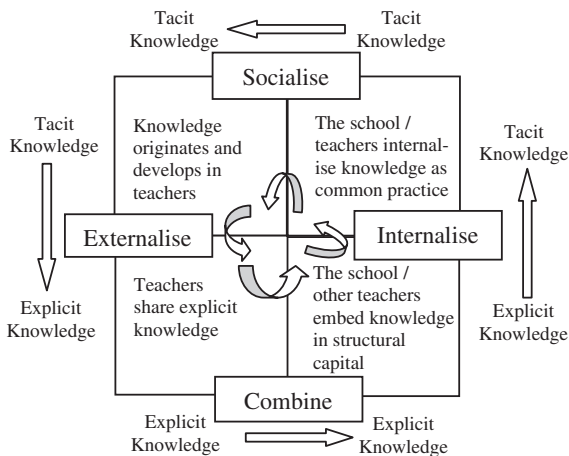 Tacit
Knowledge
Tacit
Knowledge
Socialise
Tacit
Knowledge
Knowledge
originates and
develops in
teachers
The school /
teachers internal-
ise knowledge as
common practice
Tacit
Knowledge
Externalise
Internalise
Explicit
Knowledge
Teachers
share explicit
knowledge
The school /
other teachers
embed knowledge
in structural
capital
Explicit
Knowledge
Combine
Explicit
Knowledge
Explicit
Knowledge